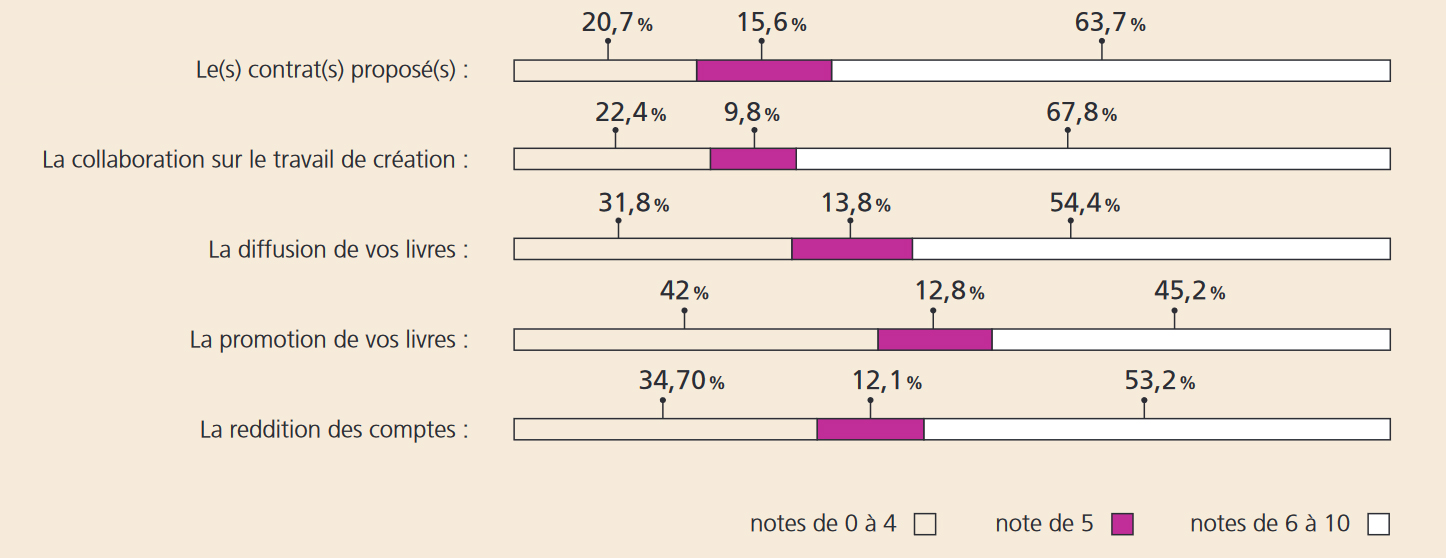 20,7 % 15,6 % 63,7 %
Le(s) contrat(s) proposé(s) :
22,4 % 9,8 % 67,8 %
La collaboration sur le travail de création :
31,8 % 13,8 % 54,4 %
La diffusion de vos livres :
42 % 12,8 % 45,2 %
La promotion de vos livres :
34,70 % 12,1 % 53,2 %
La reddition des comptes :
notes de 0 à 4 note de 5 notes de 6 à 10